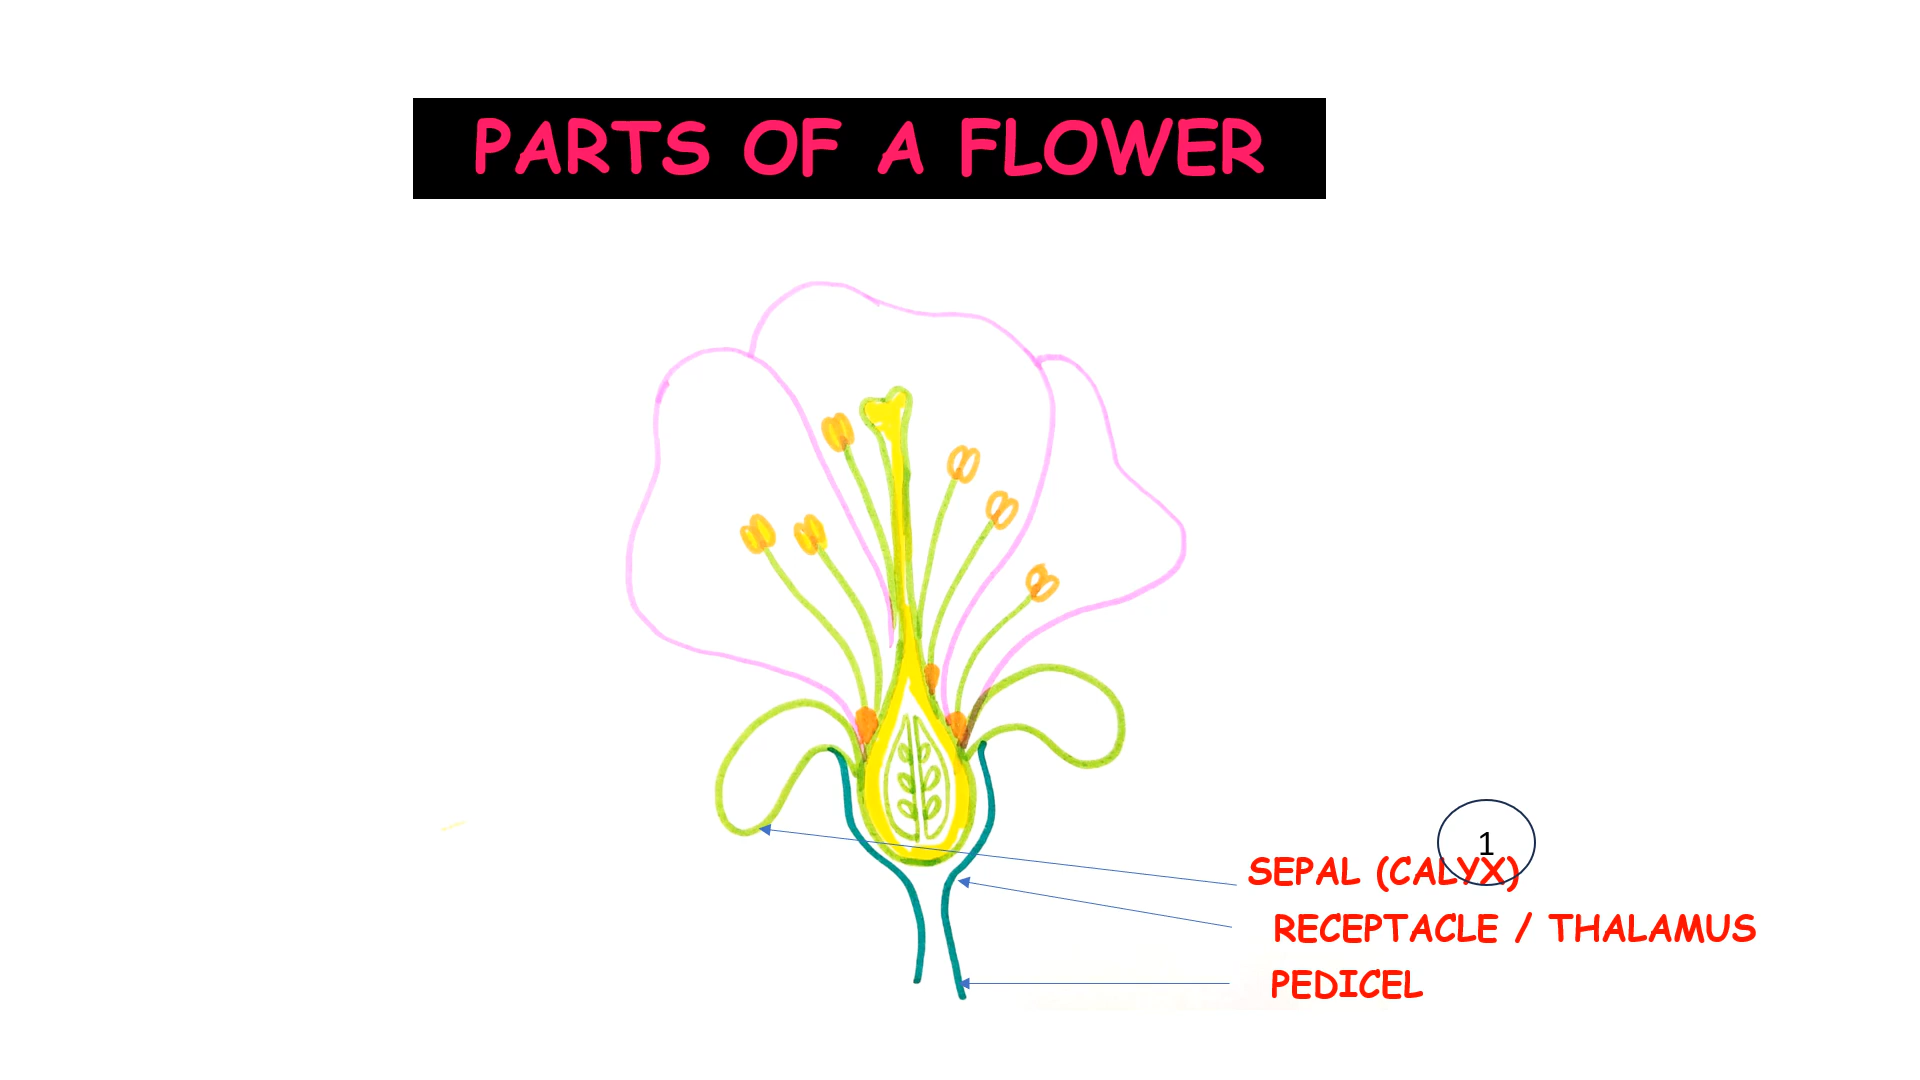 PARTS OF A FLOWER
1
SEPAL (CALYX)
RECEPTACLE / THALAMUS
PEDICEL